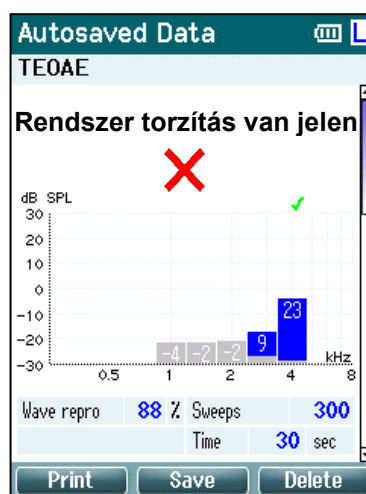 Autosaved Data L
TEOAE
Rendszer torzítás van jelen
dB SPL
30
20
10
0
-10
-20
-30
-4 -2 -2 9 23
kHz
0.5 1 2 4 8
Wave repro 88 % Sweeps 300
Time 30 sec
Print Save Delete